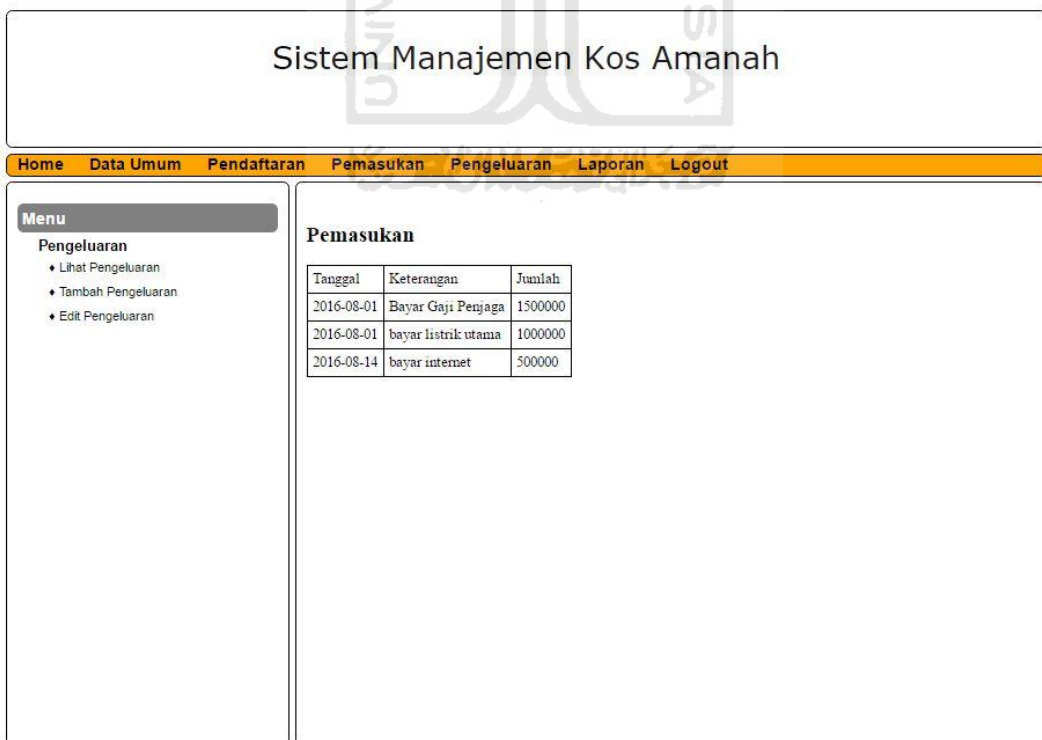 Sistem Manajemen Kos Amanah
Home Data Umum Pendaftaran Pemasukan Pengeluaran Laporan Logout
Menu
Pengeluaran
♦ Lihat Pengeluaran
♦ Tambah Pengeluaran
♦ Edit Pengeluaran
Pemasukan
Tanggal Keterangan Jumlah
2016-08-01 Bayar Gaji Penjaga 1500000
2016-08-01 bayar listrik utama 1000000
2016-08-14 bayar internet 500000